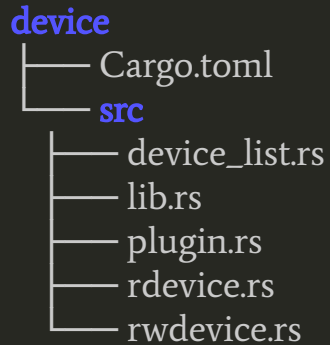 device
Cargo.toml
src
device_list.rs
lib.rs
plugin.rs
rdevice.rs
rwdevice.rs